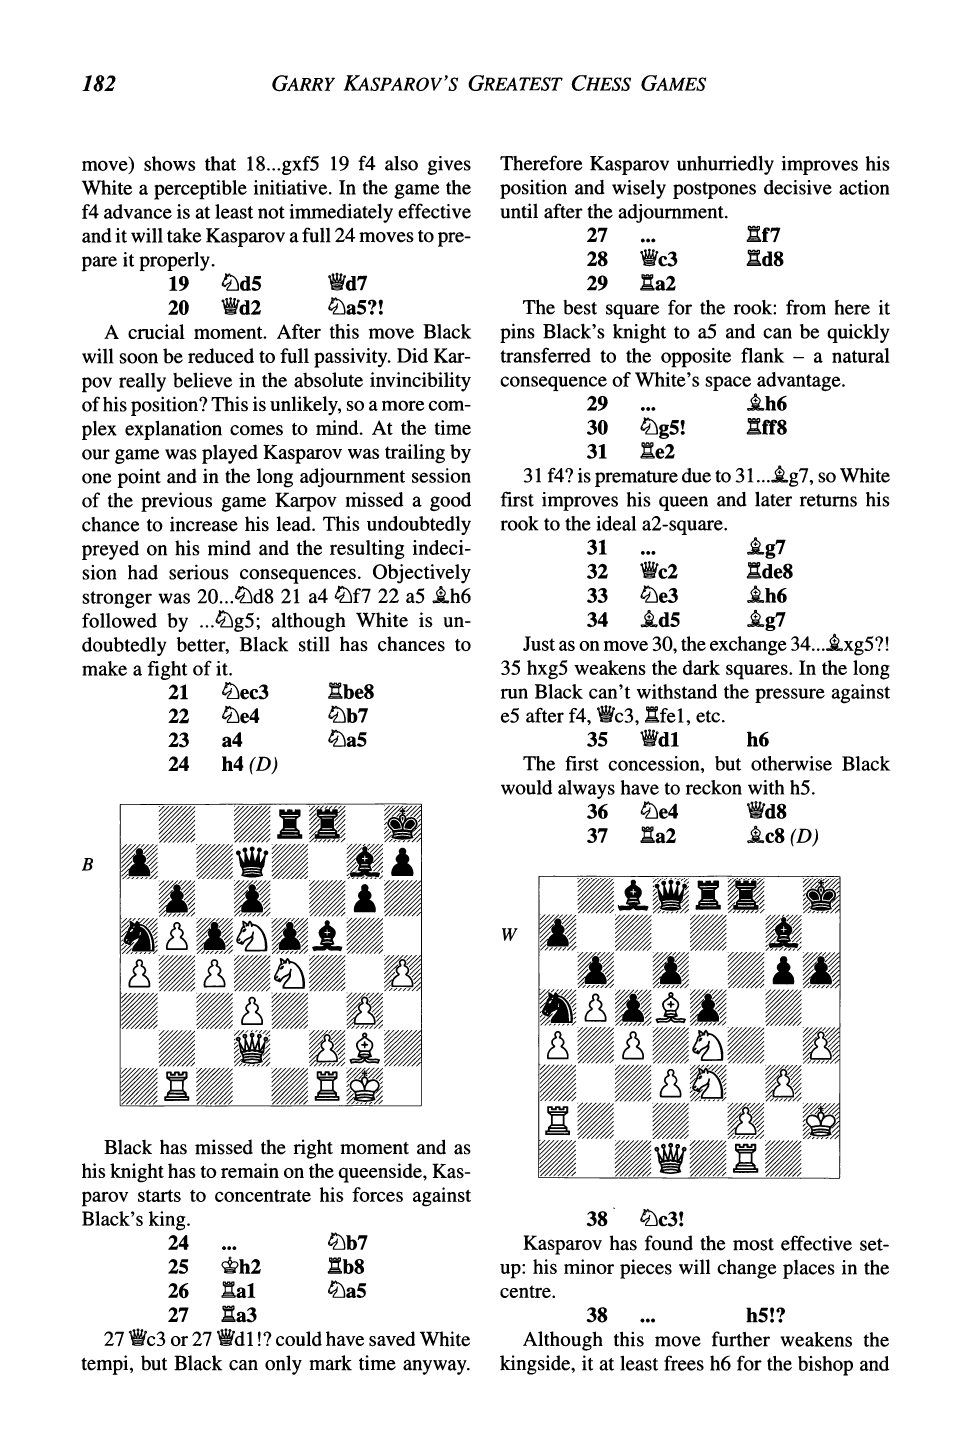 182 GARRY KASPAROV'S GREATEST CHESS GAMES
move) shows that 18...gxf5 19 f4 also gives
White a perceptible initiative. In the game the
f4 advance is at least not immediately effective
and it will take Kasparov a full 24 moves to pre-
pare it properly.
19 ♘d5 ♕d7
20 ♕d2 ♘a5?!
A crucial moment. After this move Black
will soon be reduced to full passivity. Did Kar-
pov really believe in the absolute invincibility
of his position? This is unlikely, so a more com-
plex explanation comes to mind. At the time
our game was played Kasparov was trailing by
one point and in the long adjournment session
of the previous game Karpov missed a good
chance to increase his lead. This undoubtedly
preyed on his mind and the resulting indeci-
sion had serious consequences. Objectively
stronger was 20...♘d8 21 a4 ♘f7 22 a5 ♗h6
followed by ...♘g5; although White is un-
doubtedly better, Black still has chances to
make a fight of it.
21 ♘ec3 ♖be8
22 ♘e4 ♘b7
23 a4 ♘a5
24 h4 (D)
B
Black has missed the right moment and as
his knight has to remain on the queenside, Kas-
parov starts to concentrate his forces against
Black's king.
24 ... ♘b7
25 ♔h2 ♖b8
26 ♖a1 ♘a5
27 ♖a3
27 ♕c3 or 27 ♕d1!? could have saved White
tempi, but Black can only mark time anyway.
Therefore Kasparov unhurriedly improves his
position and wisely postpones decisive action
until after the adjournment.
27 ... ♖f7
28 ♕c3 ♖d8
29 ♖a2
The best square for the rook: from here it
pins Black's knight to a5 and can be quickly
transferred to the opposite flank – a natural
consequence of White's space advantage.
29 ... ♗h6
30 ♘g5! ♖ff8
31 ♖e2
31 f4? is premature due to 31...♗g7, so White
first improves his queen and later returns his
rook to the ideal a2-square.
31 ... ♗g7
32 ♕c2 ♖de8
33 ♘e3 ♗h6
34 ♗d5 ♗g7
Just as on move 30, the exchange 34...♗xg5?!
35 hxg5 weakens the dark squares. In the long
run Black can't withstand the pressure against
e5 after f4, ♕c3, ♖fe1, etc.
35 ♕d1 h6
The first concession, but otherwise Black
would always have to reckon with h5.
36 ♘e4 ♕d8
37 ♖a2 ♗c8 (D)
W
38 ♘c3!
Kasparov has found the most effective set-
up: his minor pieces will change places in the
centre.
38 ... h5!?
Although this move further weakens the
kingside, it at least frees h6 for the bishop and